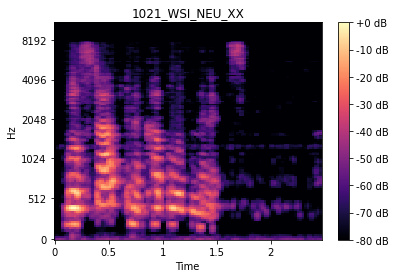 1021_WSI_NEU_XX
+0 dB
8192
-10 dB
4096
-20 dB
-30 dB
2048
Hz
-40 dB
1024
-50 dB
512
-60 dB
-70 dB
0
-80 dB
0 0.5 1 1.5 2
Time